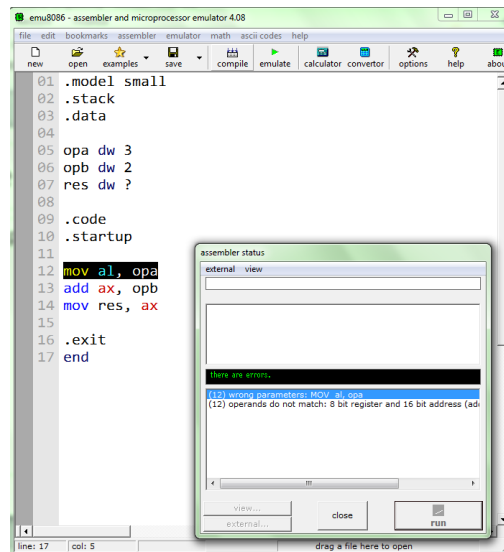 emu8086 - assembler and microprocessor emulator 4.08
file edit bookmarks assembler emulator math ascii codes help
new open examples save compile emulate calculator convertor options help abou
01 .model small
02 .stack
03 .data
04
05 opa dw 3
06 opb dw 2
07 res dw ?
08
09 .code
10 .startup
11
12 mov al, opa
13 add ax, opb
14 mov res, ax
15
16 .exit
17 end
assembler status
external view
there are errors.
(12) wrong parameters: MOV al, opa
(12) operands do not match: 8 bit register and 16 bit address (ad
view...
external...
close
run
line: 17 col: 5 drag a file here to open